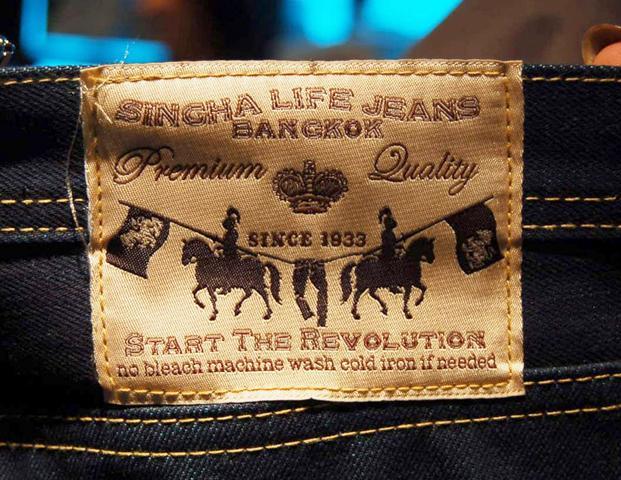 SINGHA LIFE JEANS
BANGKOK
Premium Quality
SINCE 1933
START THE REVOLUTION
no bleach machine wash cold iron if needed